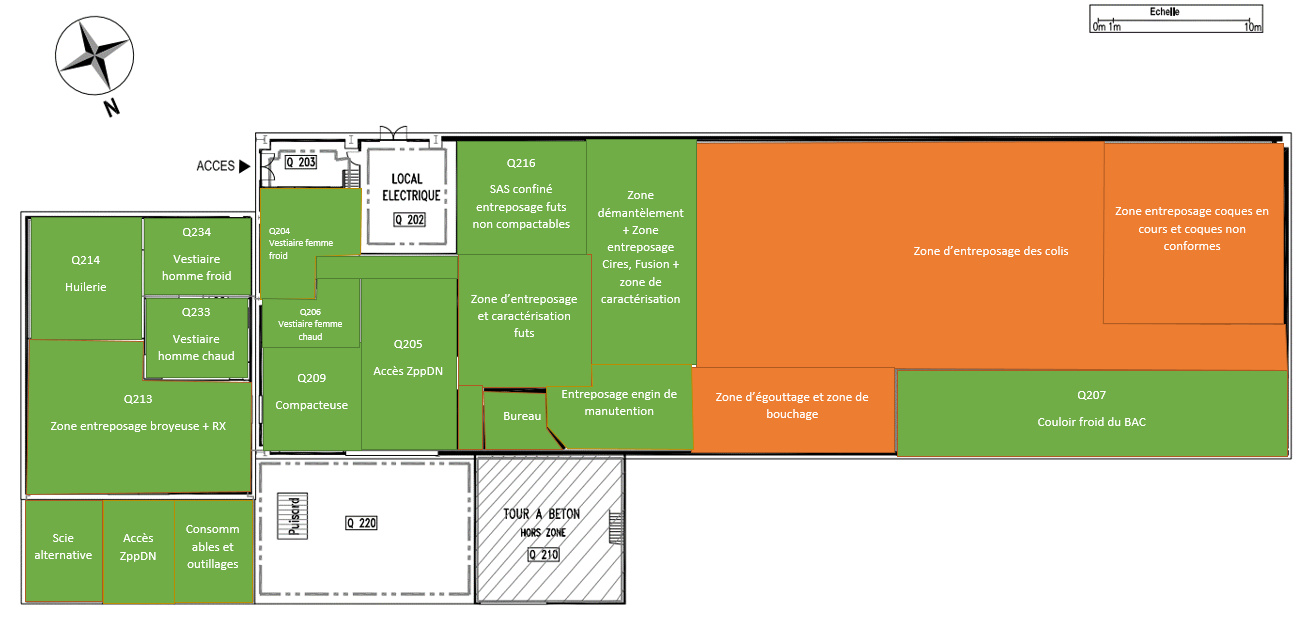 Echelle
0m 1m 10m
N
ACCES
Q 203
LOCAL
ELECTRIQUE
Q 202
Q216
SAS confiné
entreposage futs
non compactables
Zone
démantèlement
+ Zone
entreposage
Cires, Fusion +
zone de
caractérisation
Zone d’entreposage des colis
Zone entreposage coques en
cours et coques non
conformes
Q214
Huilerie
Q234
Vestiaire
homme froid
Q233
Vestiaire
homme chaud
Q204
Vestiaire femme
froid
Q206
Vestiaire femme
chaud
Q205
Accès ZppDN
Zone d’entreposage
et caractérisation
futs
Q209
Compacteuse
Q213
Zone entreposage broyeuse + RX
Bureau
Entreposage engin de
manutention
Zone d’égouttage et zone de
bouchage
Q207
Couloir froid du BAC
Scie
alternative
Accès
ZppDN
Consomm
ables et
outillages
Puisard
Q 220
TOUR A BETON
HORS ZONE
Q 210